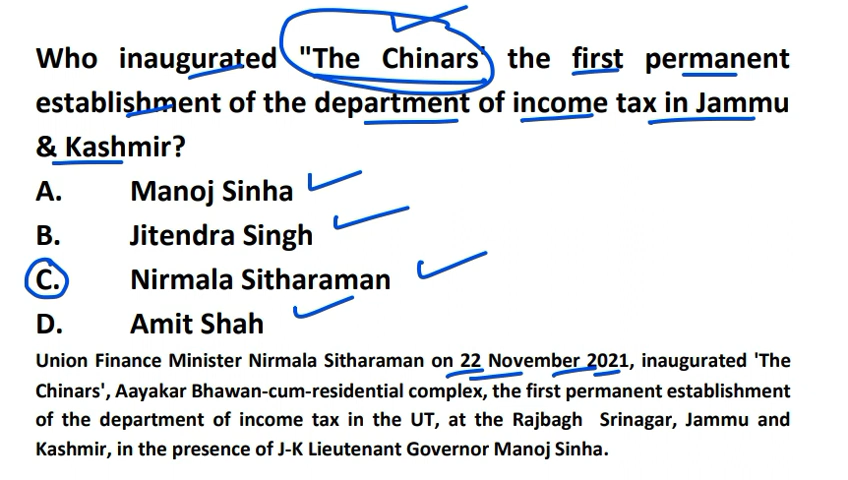 Who inaugurated "The Chinars' the first permanent
establishment of the department of income tax in Jammu
& Kashmir?
A. Manoj Sinha
B. Jitendra Singh
C. Nirmala Sitharaman
D. Amit Shah
Union Finance Minister Nirmala Sitharaman on 22 November 2021, inaugurated 'The
Chinars', Aayakar Bhawan-cum-residential complex, the first permanent establishment
of the department of income tax in the UT, at the Rajbagh Srinagar, Jammu and
Kashmir, in the presence of J-K Lieutenant Governor Manoj Sinha.